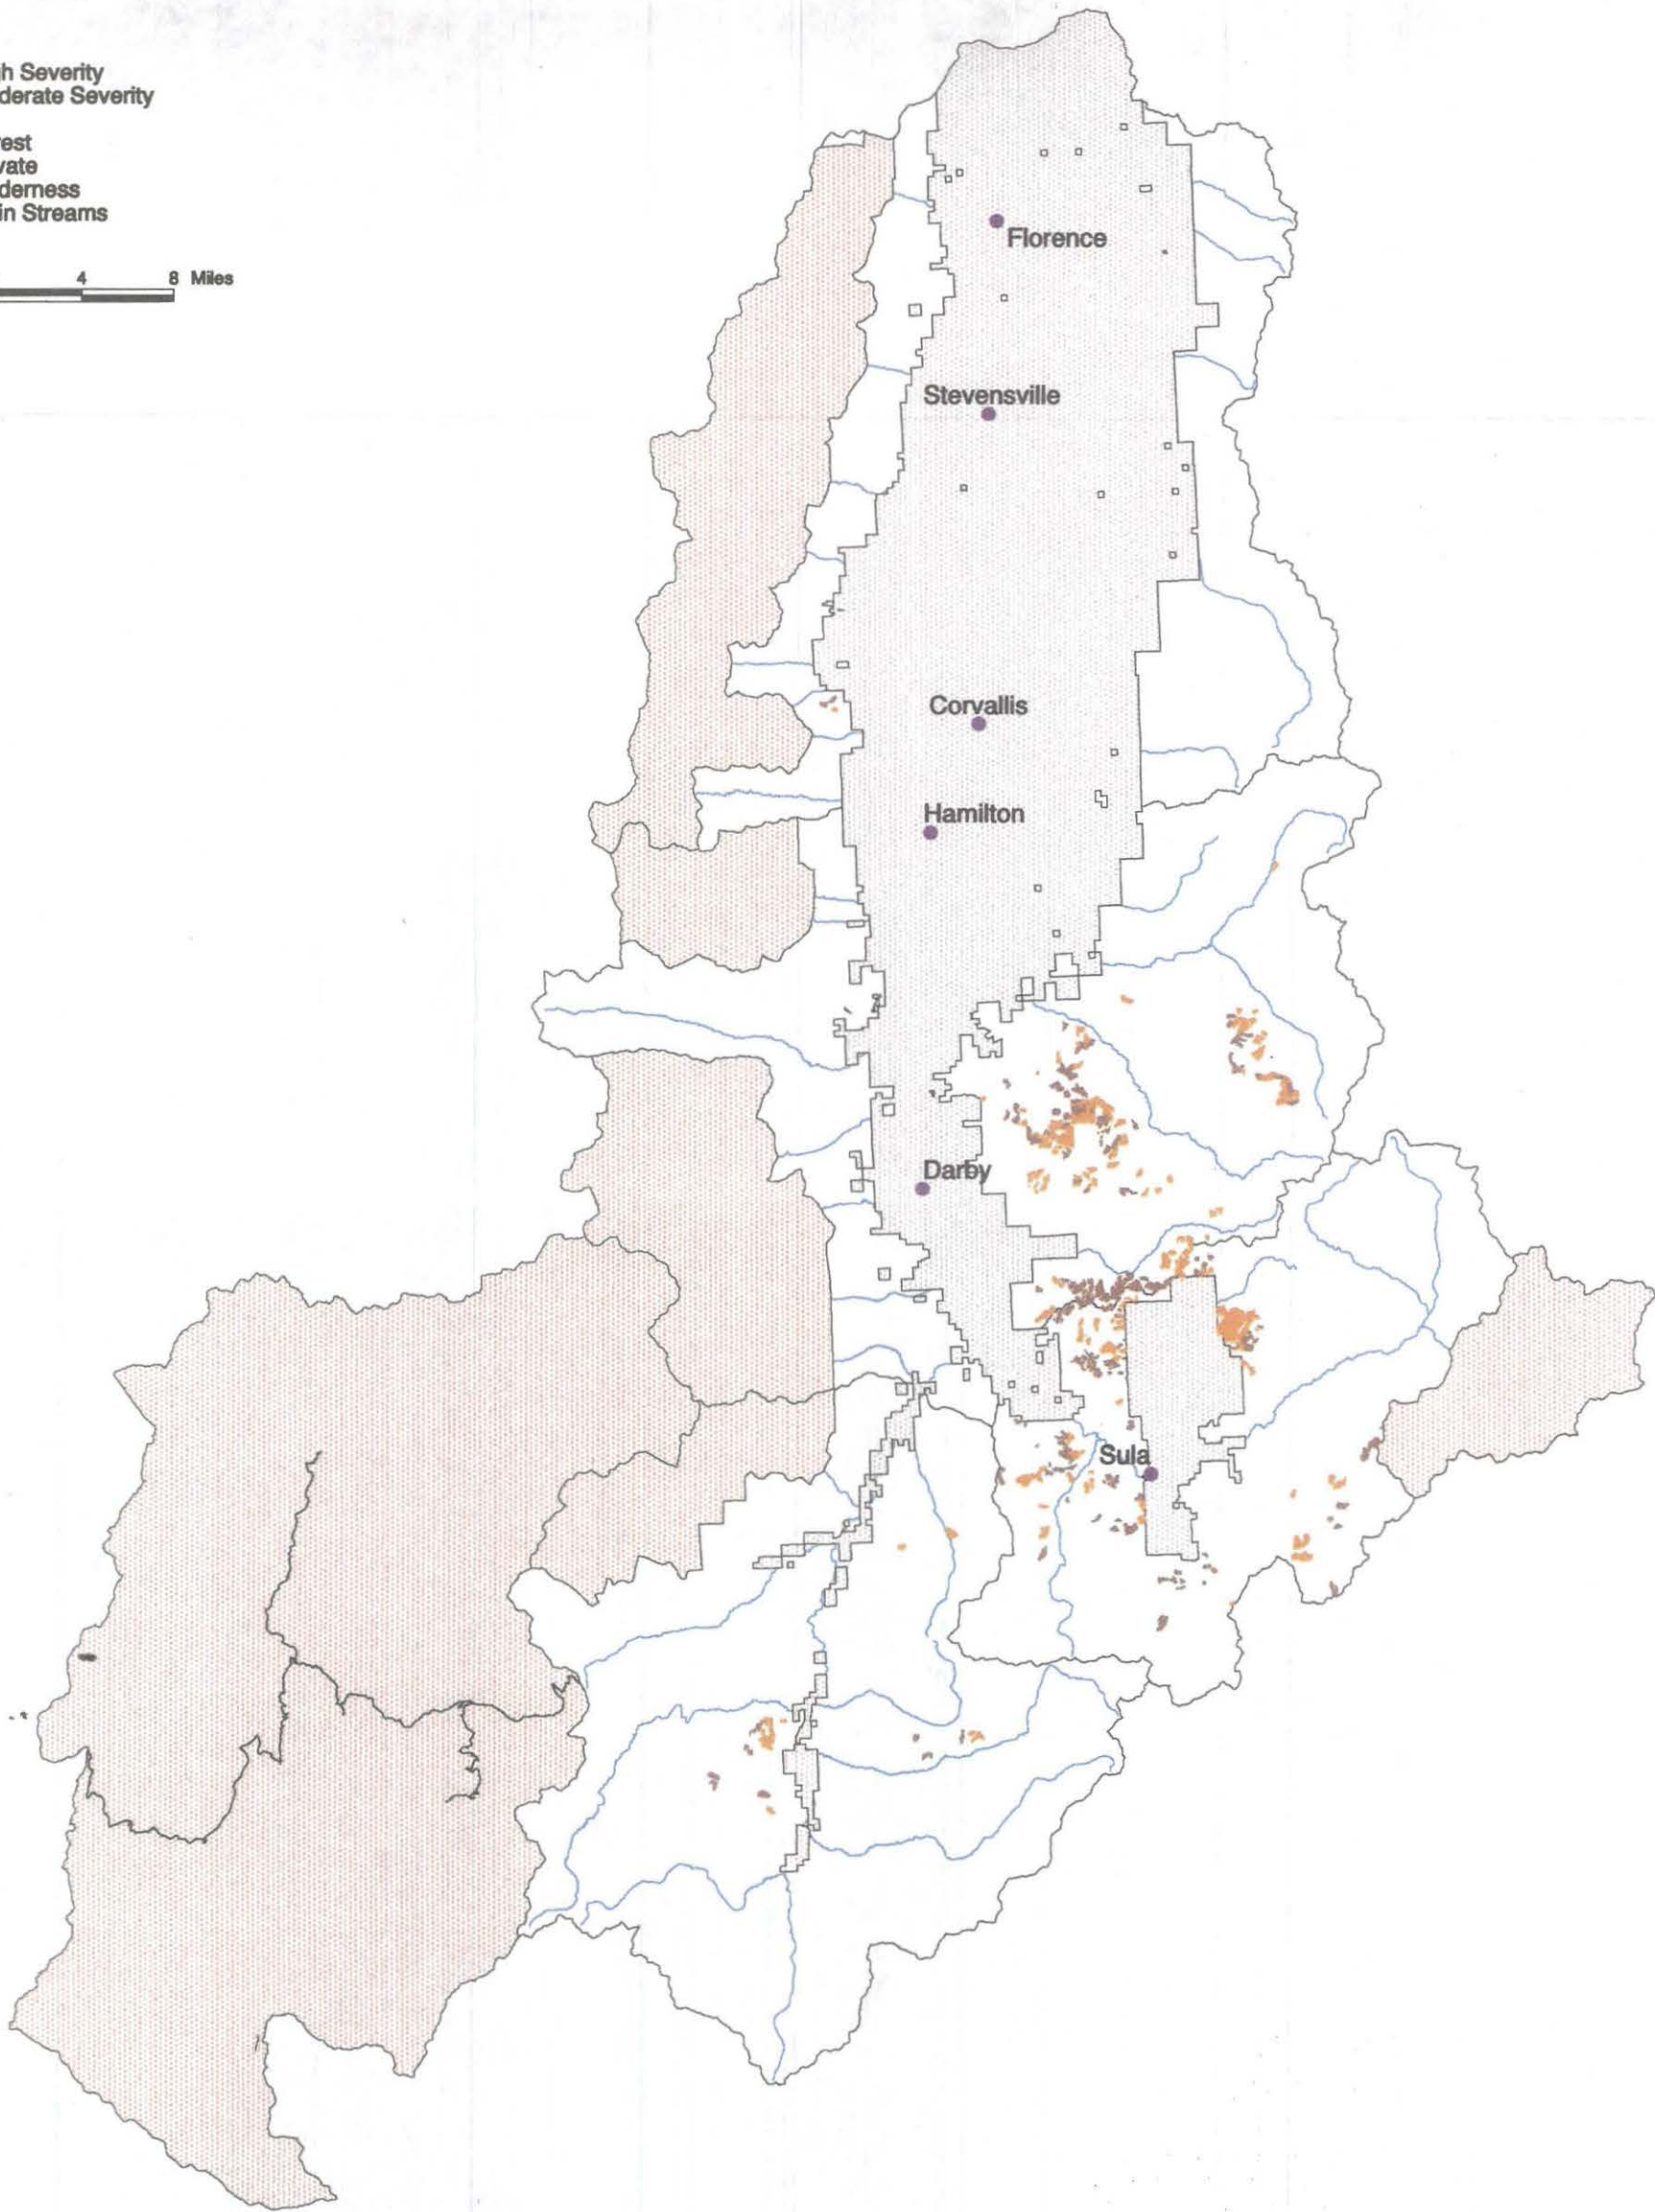 h Severity
derate Severity
est
vate
derness
in Streams
4 8 Miles
Florence
Stevensville
Corvallis
Hamilton
Darby
Sula